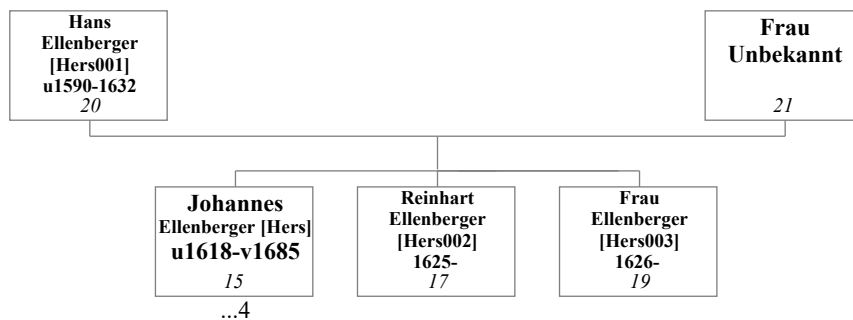 Hans
Ellenberger
[Hers001]
u1590-1632
20
Frau
Unbekannt
21
Johannes
Ellenberger [Hers]
u1618-v1685
15
...4
Reinhart
Ellenberger
[Hers002]
1625-
17
Frau
Ellenberger
[Hers003]
1626-
19